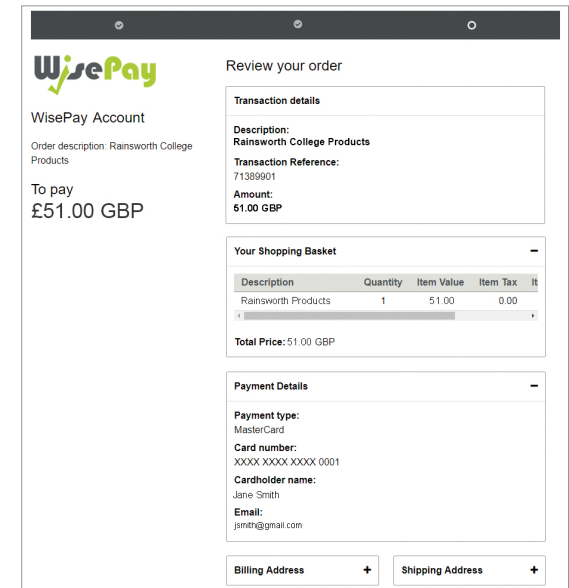 WisePay
WisePay Account
Order description: Rainsworth College
Products
To pay
£51.00 GBP
Review your order
Transaction details
Description:
Rainsworth College Products
Transaction Reference:
71389901
Amount:
51.00 GBP
Your Shopping Basket
Description Quantity Item Value Item Tax It
Rainsworth Products 1 51.00 0.00
Total Price: 51.00 GBP
Payment Details
Payment type:
MasterCard
Card number:
XXXX XXXX XXXX 0001
Cardholder name:
Jane Smith
Email:
jsmith@gmail.com
Billing Address + Shipping Address +